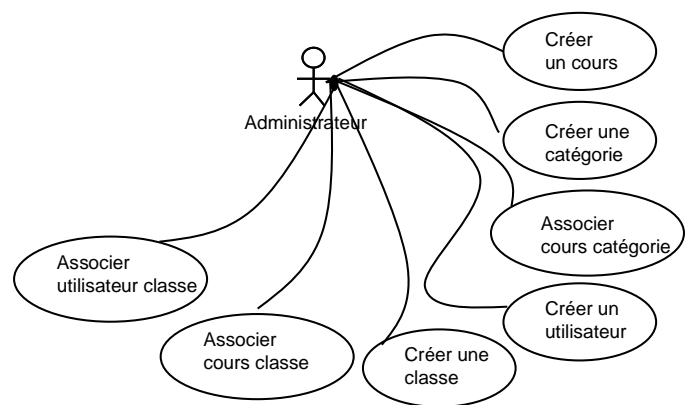 Créer
un cours
Administrateur
Créer une
catégorie
Associer
cours catégorie
Associer
utilisateur classe
Créer un
utilisateur
Associer
cours classe
Créer une
classe